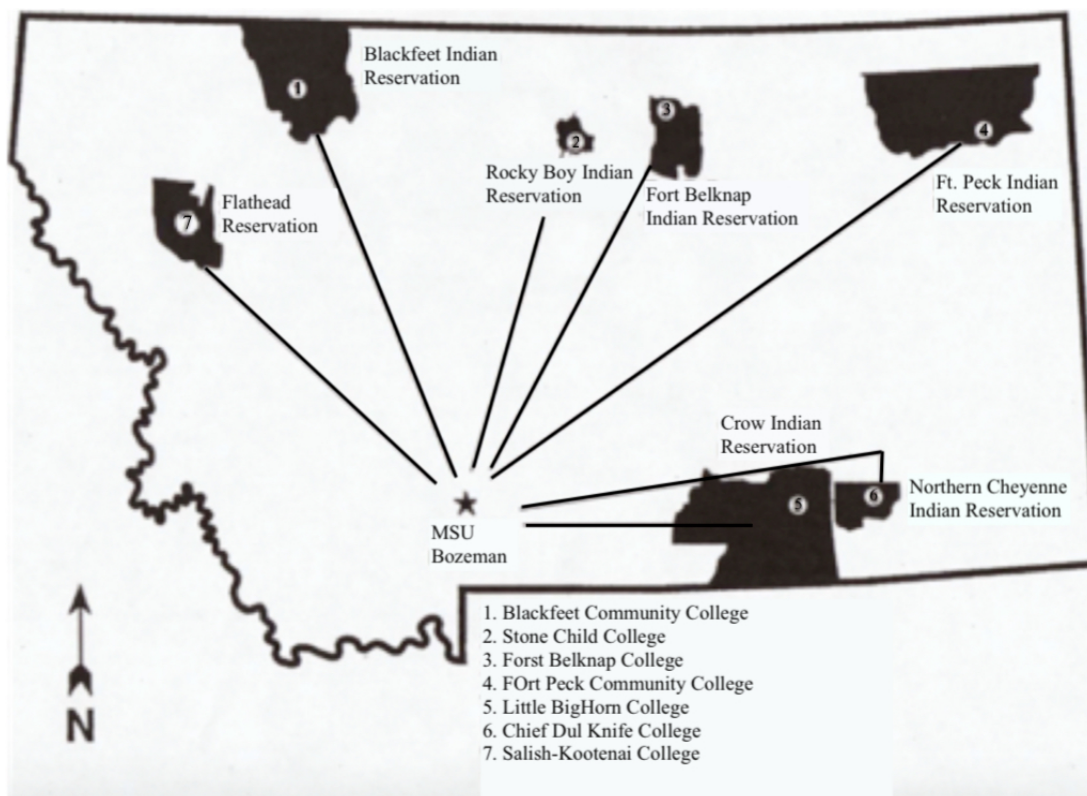 Blackfeet Indian
Reservation
1
2
3
4
Rocky Boy Indian
Reservation
Fort Belknap
Indian Reservation
Ft. Peck Indian
Reservation
Flathead
Reservation
7
Crow Indian
Reservation
5
6
Northern Cheyenne
Indian Reservation
MSU
Bozeman
N
1. Blackfeet Community College
2. Stone Child College
3. Forst Belknap College
4. FOrt Peck Community College
5. Little BigHorn College
6. Chief Dul Knife College
7. Salish-Kootenai College